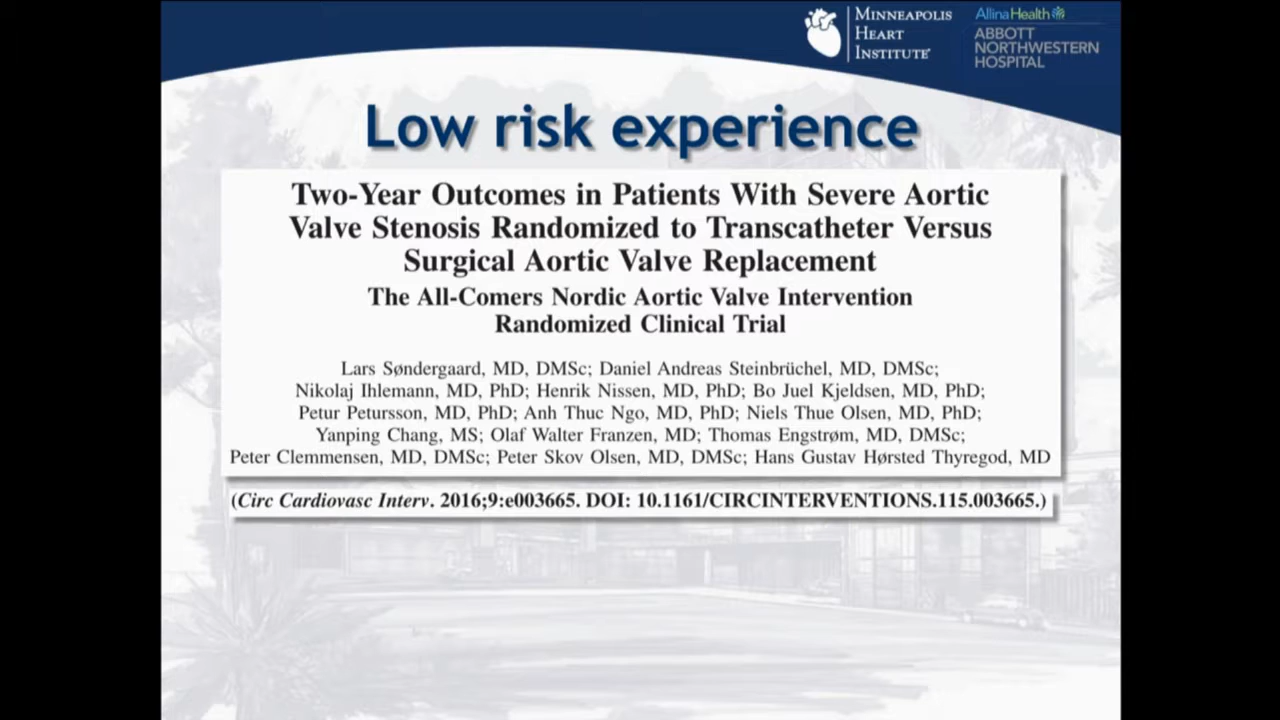 MINNEAPOLIS
HEART
INSTITUTE®
AllinaHealth
ABBOTT
NORTHWESTERN
HOSPITAL
Low risk experience
Two-Year Outcomes in Patients With Severe Aortic
Valve Stenosis Randomized to Transcatheter Versus
Surgical Aortic Valve Replacement
The All-Comers Nordic Aortic Valve Intervention
Randomized Clinical Trial
Lars Søndergaard, MD, DMSc; Daniel Andreas Steinbrüchel, MD, DMSc;
Nikolaj Ihlemann, MD, PhD; Henrik Nissen, MD, PhD; Bo Juel Kjeldsen, MD, PhD;
Petur Petursson, MD, PhD; Anh Thuc Ngo, MD, PhD; Niels Thue Olsen, MD, PhD;
Yanping Chang, MS; Olaf Walter Franzen, MD; Thomas Engstrøm, MD, DMSc;
Peter Clemmensen, MD, DMSc; Peter Skov Olsen, MD, DMSc; Hans Gustav Hørsted Thyregod, MD
(Circ Cardiovasc Interv. 2016;9:e003665. DOI: 10.1161/CIRCINTERVENTIONS.115.003665.)